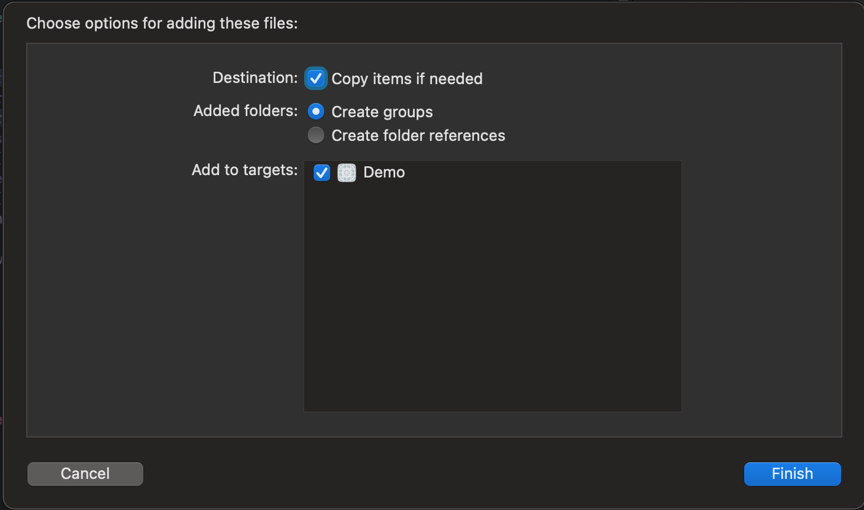 Choose options for adding these files:
Destination: Copy items if needed
Added folders: Create groups
Create folder references
Add to targets: Demo
Cancel Finish